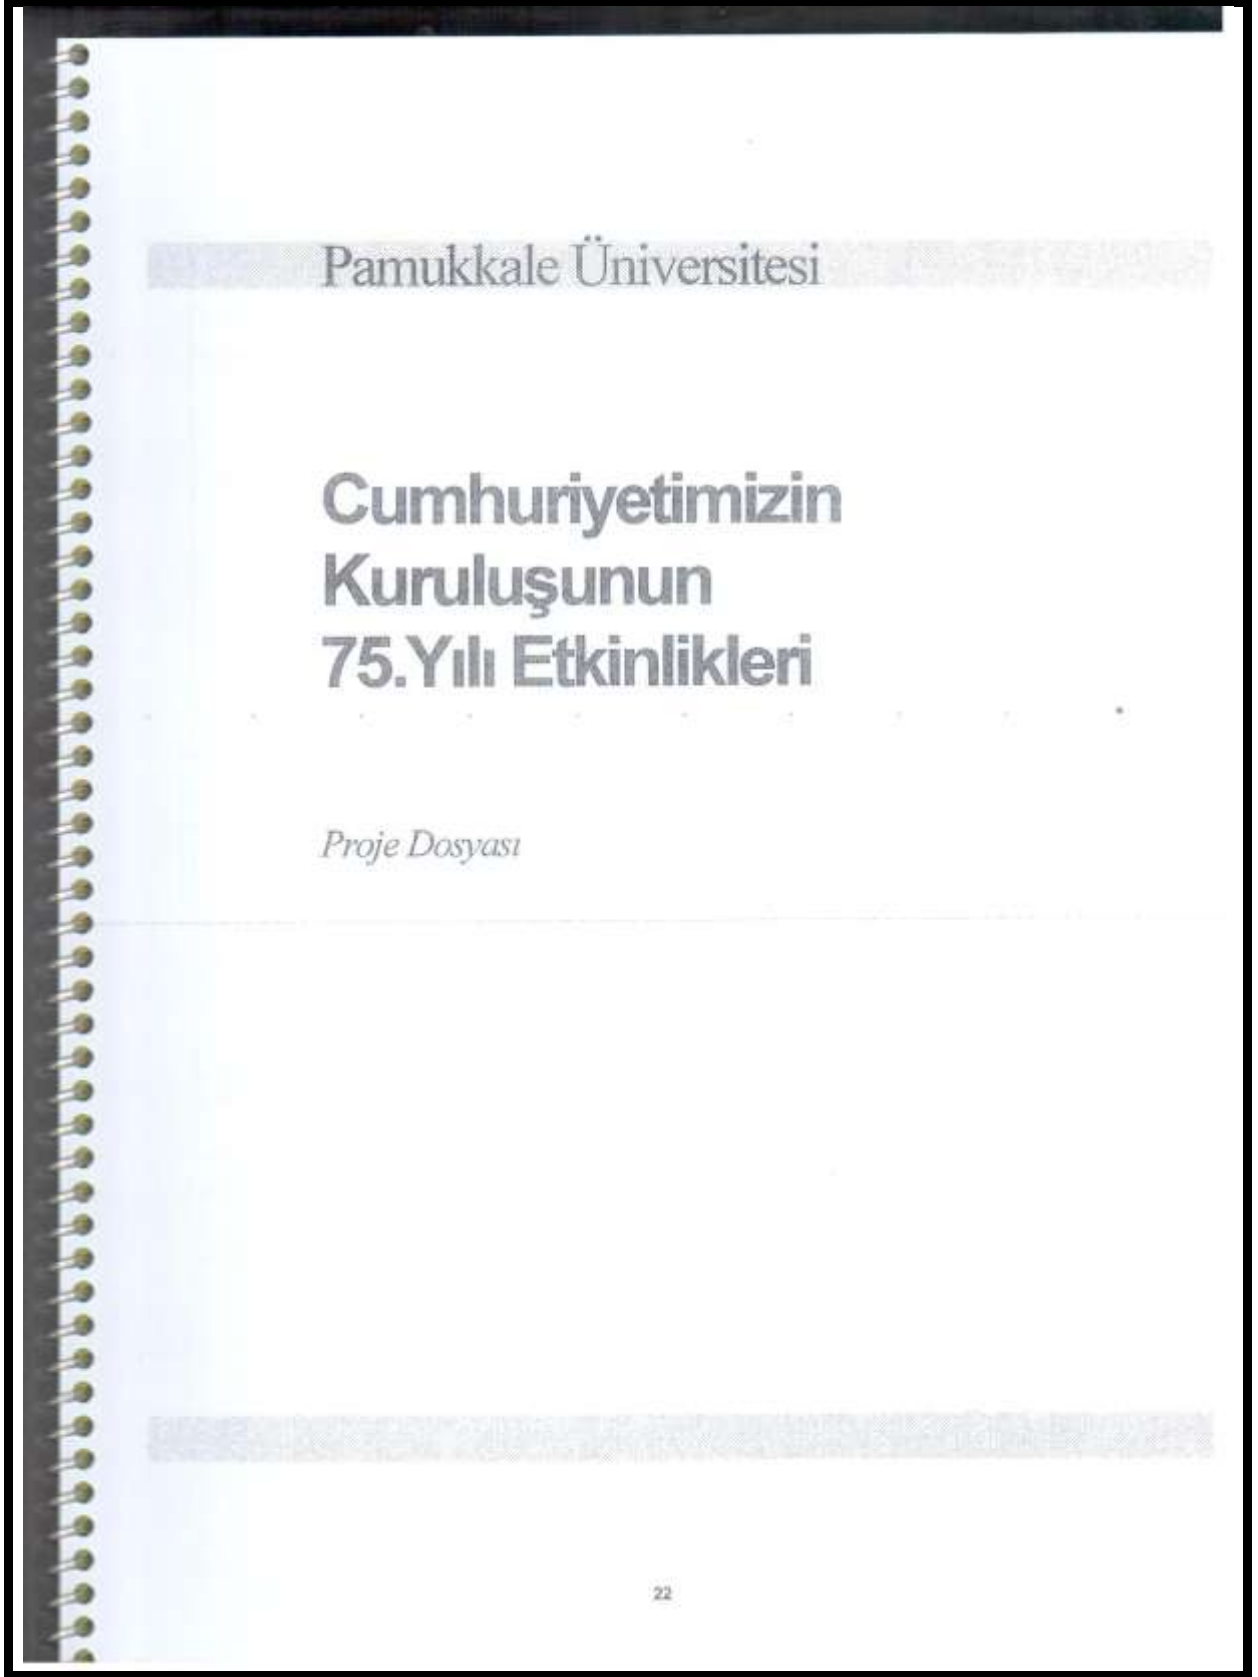 Pamukkale Üniversitesi
Cumhuriyetimizin
Kuruluşunun
75.Yılı Etkinlikleri
Proje Dosyası
22